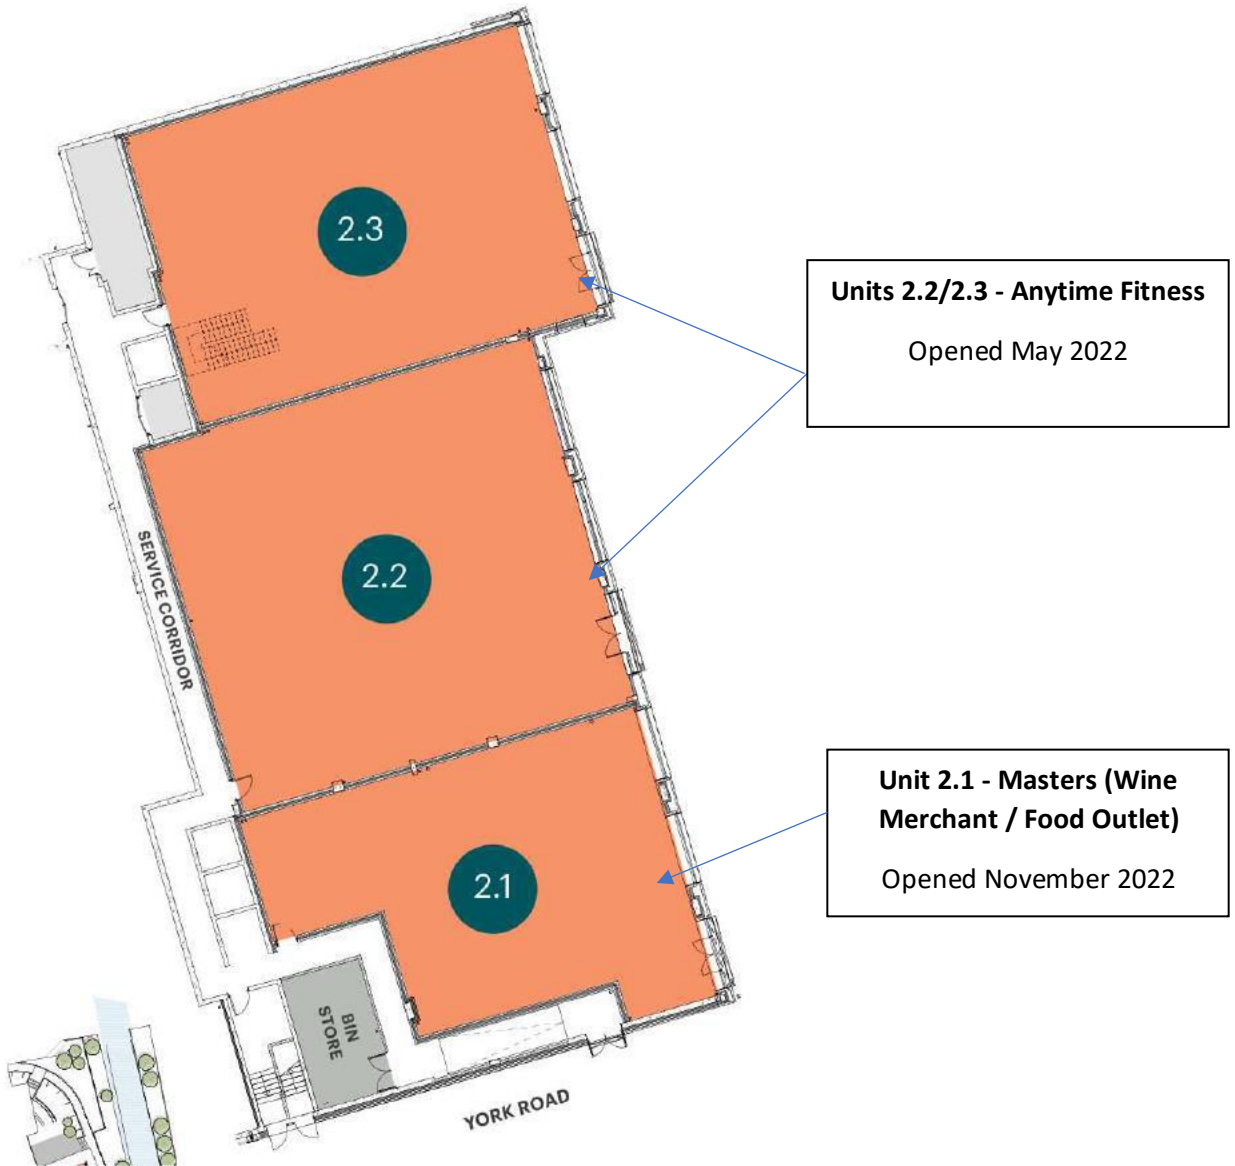 2.3
Units 2.2/2.3 - Anytime Fitness
Opened May 2022
2.2
SERVICE CORRIDOR
Unit 2.1 - Masters (Wine
Merchant / Food Outlet)
Opened November 2022
2.1
BIN
STORE
YORK ROAD